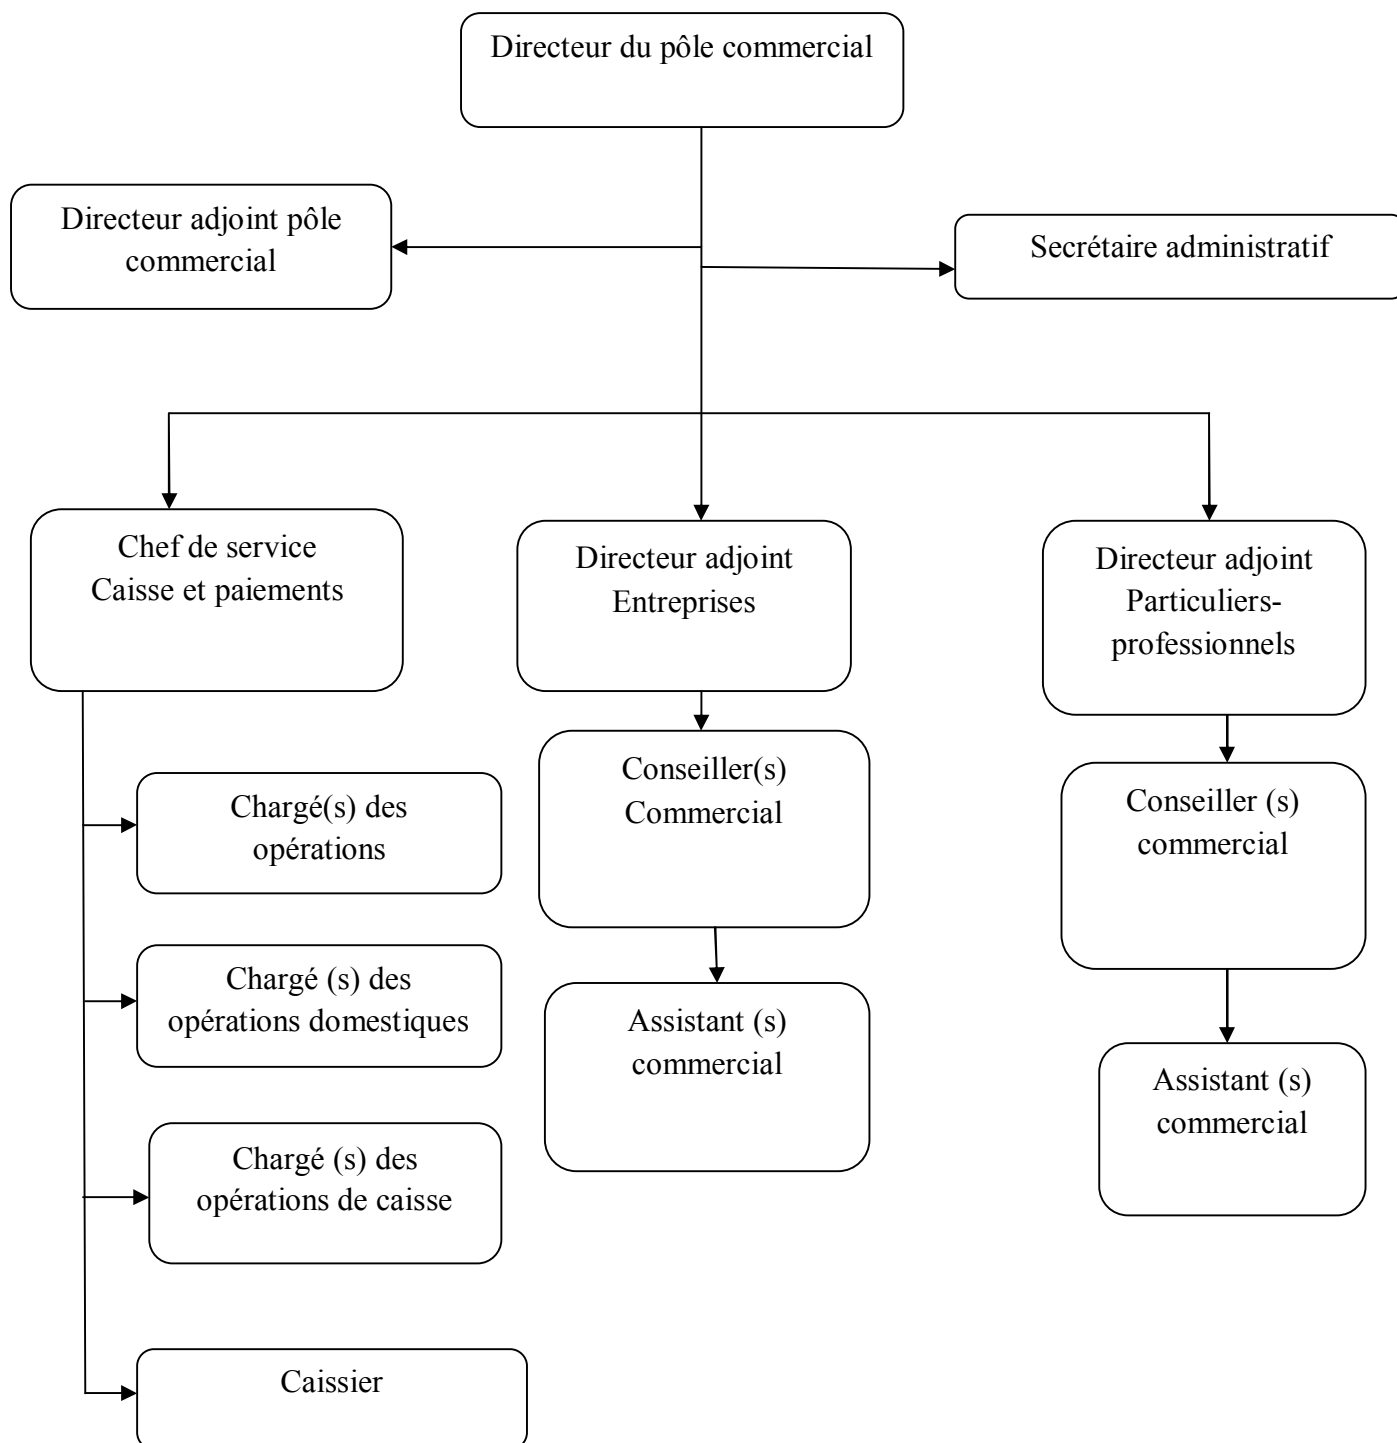 Directeur du pôle commercial
Directeur adjoint pôle
commercial
Secrétaire administratif
Chef de service
Caisse et paiements
Directeur adjoint
Entreprises
Directeur adjoint
Particuliers-
professionnels
Chargé(s) des
opérations
Chargé (s) des
opérations domestiques
Chargé (s) des
opérations de caisse
Caissier
Conseiller(s)
Commercial
Assistant (s)
commercial
Conseiller (s)
commercial
Assistant (s)
commercial